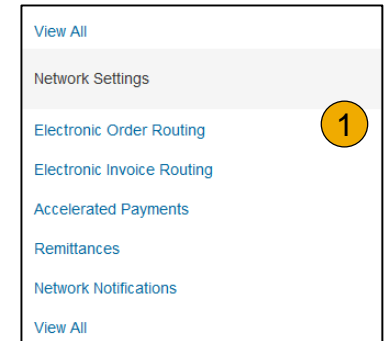 View All
Network Settings
Electronic Order Routing
1
Electronic Invoice Routing
Accelerated Payments
Remittances
Network Notifications
View All